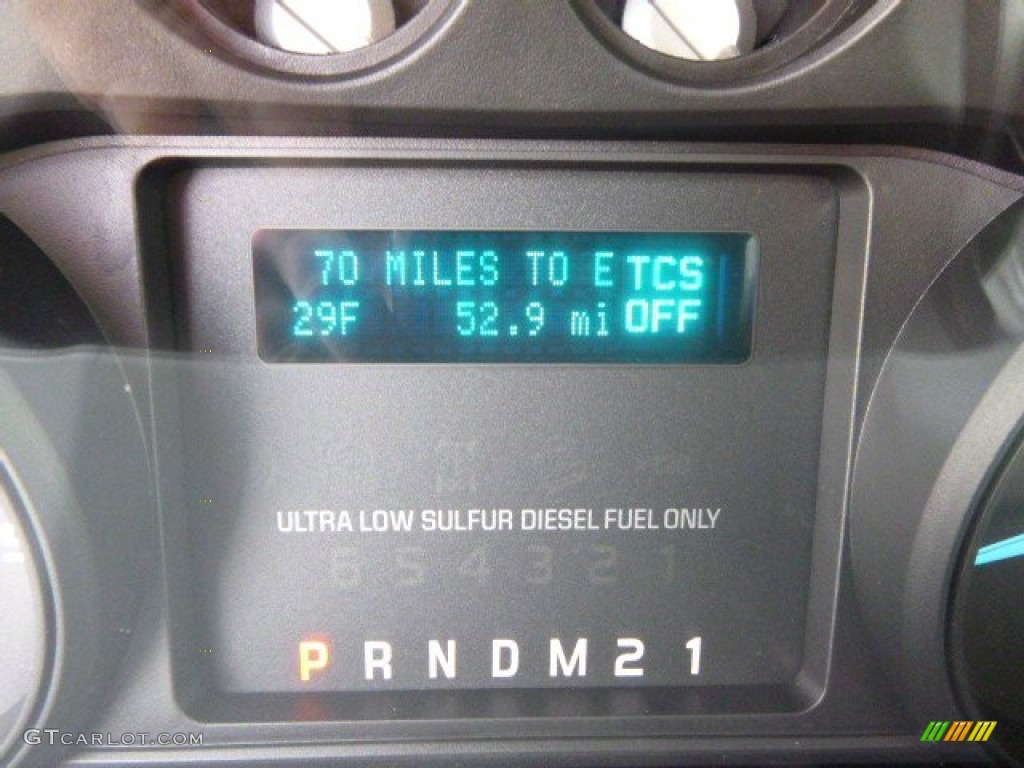 70 MILES TO E TCS
29F 52.9 mi OFF
ULTRA LOW SULFUR DIESEL FUEL ONLY
6 5 4 3 2 1
P R N D M 2 1
GTCARLOT.COM